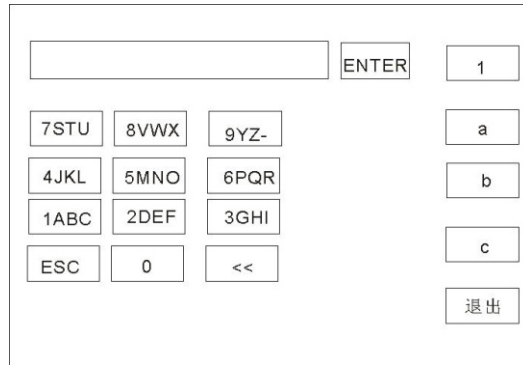 ENTER
1
7STU 8VWX 9YZ-
a
4JKL 5MNO 6PQR
b
1ABC 2DEF 3GHI
c
ESC 0 <<
退出